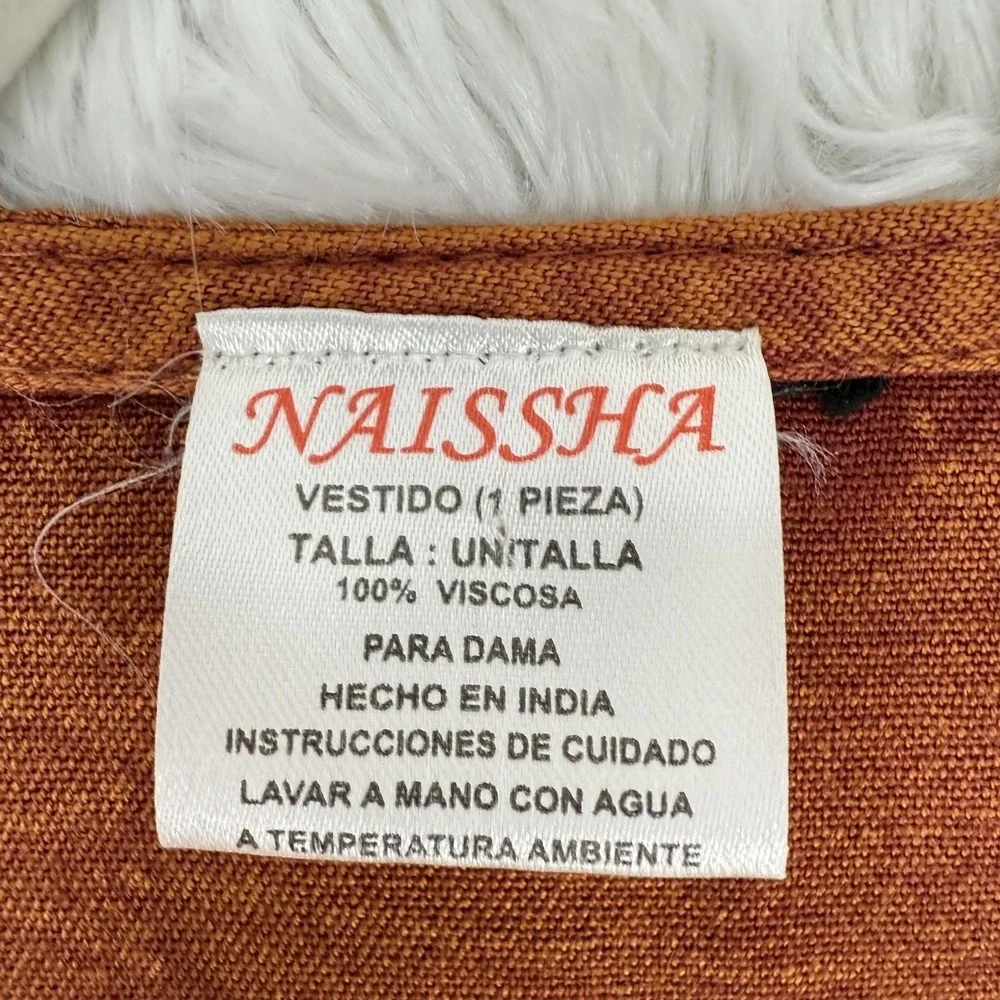 NAISSHA
VESTIDO (1 PIEZA)
TALLA : UNITALLA
100% VISCOSA
PARA DAMA
HECHO EN INDIA
INSTRUCCIONES DE CUIDADO
LAVAR A MANO CON AGUA
A TEMPERATURA AMBIENTE